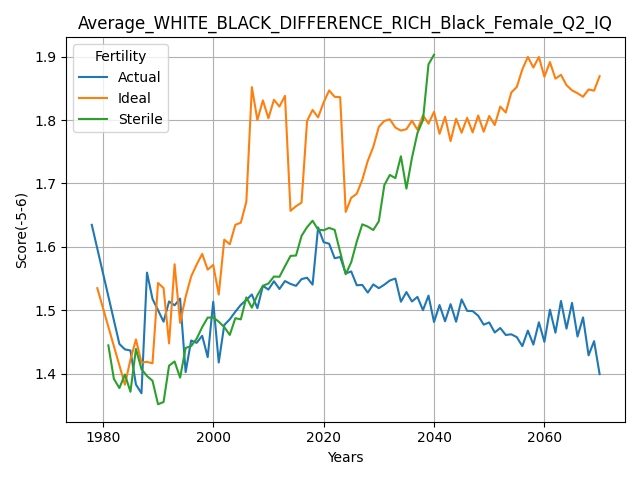 Average_WHITE_BLACK_DIFFERENCE_RICH_Black_Female_Q2_IQ
Fertility
Actual
Ideal
Sterile
Score(-5-6)
1.9
1.8
1.7
1.6
1.5
1.4
1980
2000
2020
2040
2060
Years